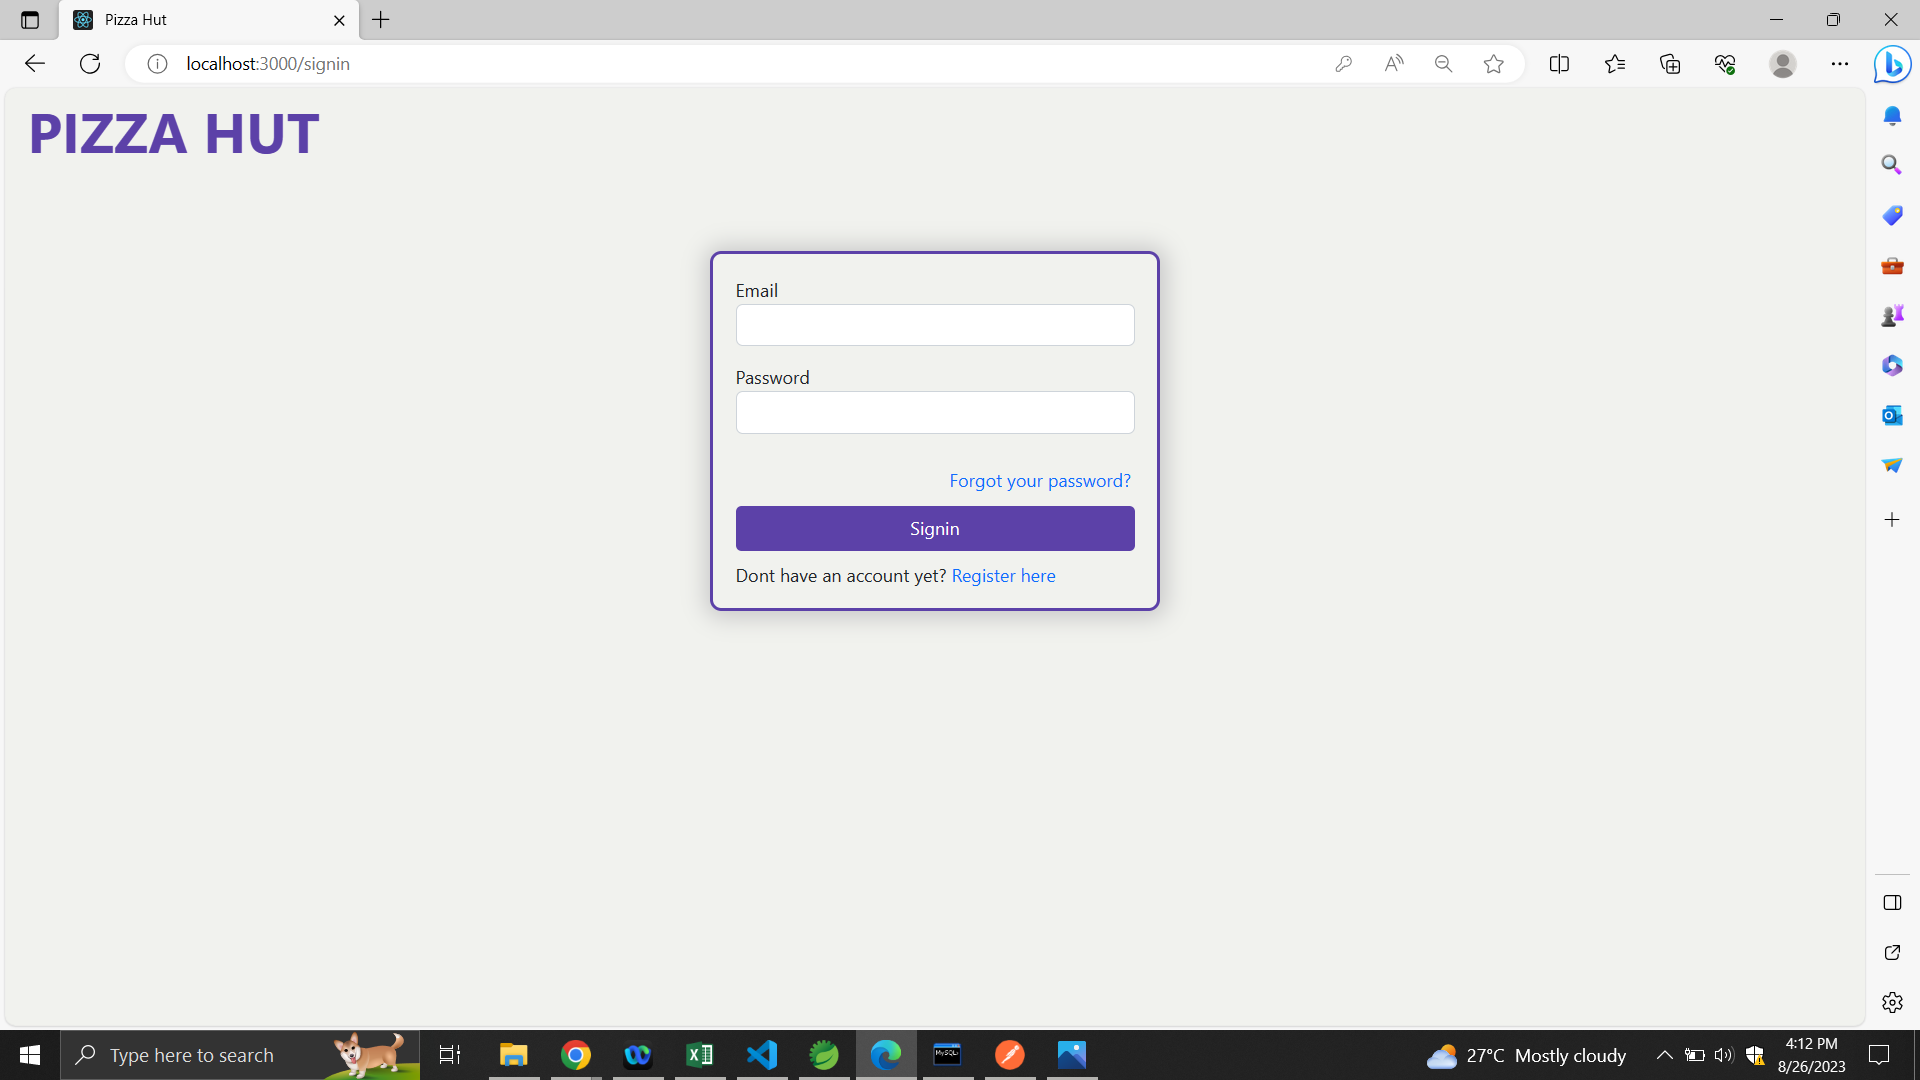 Pizza Hut
localhost:3000/signin
PIZZA HUT
Email
Password
Forgot your password?
Signin
Dont have an account yet? Register here
Type here to search
27°C Mostly cloudy
4:12 PM
8/26/2023